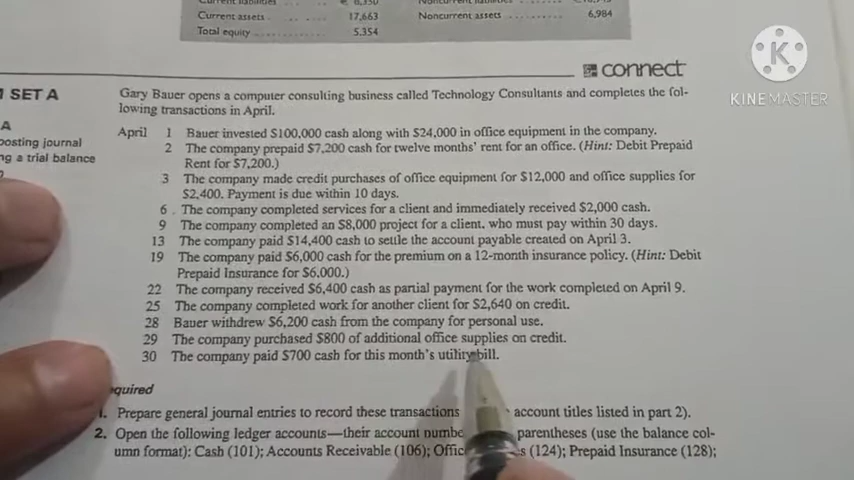 Current liabilities
Current assets 17,663
Total equity 5,354
Noncurrent assets 6,984
KINEMASTER
connect
SET A
A
posting journal
a trial balance
Gary Bauer opens a computer consulting business called Technology Consultants and completes the fol-
lowing transactions in April.
April 1 Bauer invested $100,000 cash along with $24,000 in office equipment in the company.
2 The company prepaid $7,200 cash for twelve months' rent for an office. (Hint: Debit Prepaid
Rent for $7,200.)
3 The company made credit purchases of office equipment for $12,000 and office supplies for
$2,400. Payment is due within 10 days.
6 The company completed services for a client and immediately received $2,000 cash.
9 The company completed an $8,000 project for a client, who must pay within 30 days.
13 The company paid $14,400 cash to settle the account payable created on April 3.
19 The company paid $6,000 cash for the premium on a 12-month insurance policy. (Hint: Debit
Prepaid Insurance for $6,000.)
22 The company received $6,400 cash as partial payment for the work completed on April 9.
25 The company completed work for another client for $2,640 on credit.
28 Bauer withdrew $6,200 cash from the company for personal use.
29 The company purchased $800 of additional office supplies on credit.
30 The company paid $700 cash for this month's utility bill.
quired
1. Prepare general journal entries to record these transactions account titles listed in part 2).
2. Open the following ledger accounts—their account numbe parentheses (use the balance col-
umn format): Cash (101); Accounts Receivable (106); Offic s (124); Prepaid Insurance (128);